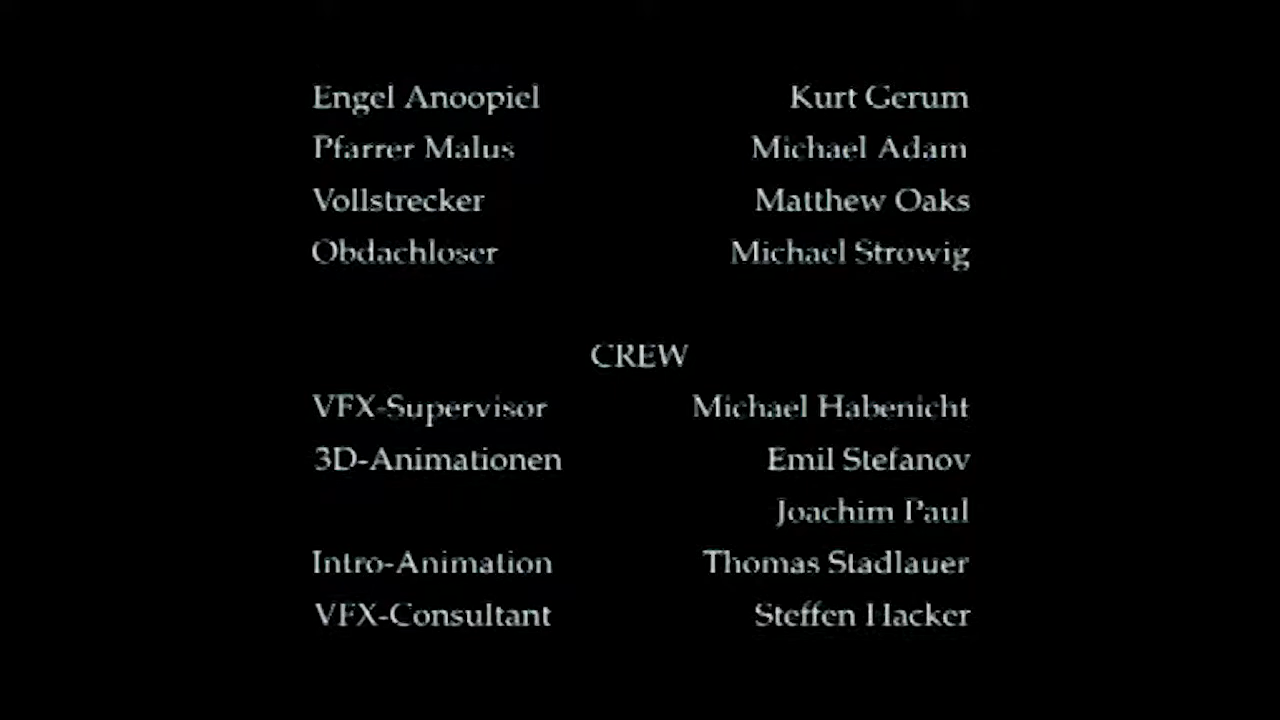 Engel Anoopiel Kurt Gerum
Pfarrer Malus Michael Adam
Vollstrecker Matthew Oaks
Obdachloser Michael Strowig
CREW
VFX-Supervisor Michael Habenicht
3D-Animationen Emil Stefanov
Joachim Paul
Intro-Animation Thomas Stadlauer
VFX-Consultant Steffen Hacker